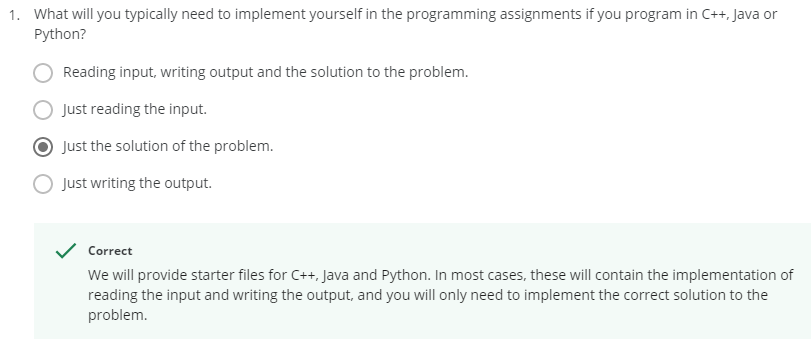 1. What will you typically need to implement yourself in the programming assignments if you program in C++, Java or
Python?
Reading input, writing output and the solution to the problem.
Just reading the input.
Just the solution of the problem.
Just writing the output.
Correct
We will provide starter files for C++, Java and Python. In most cases, these will contain the implementation of
reading the input and writing the output, and you will only need to implement the correct solution to the
problem.